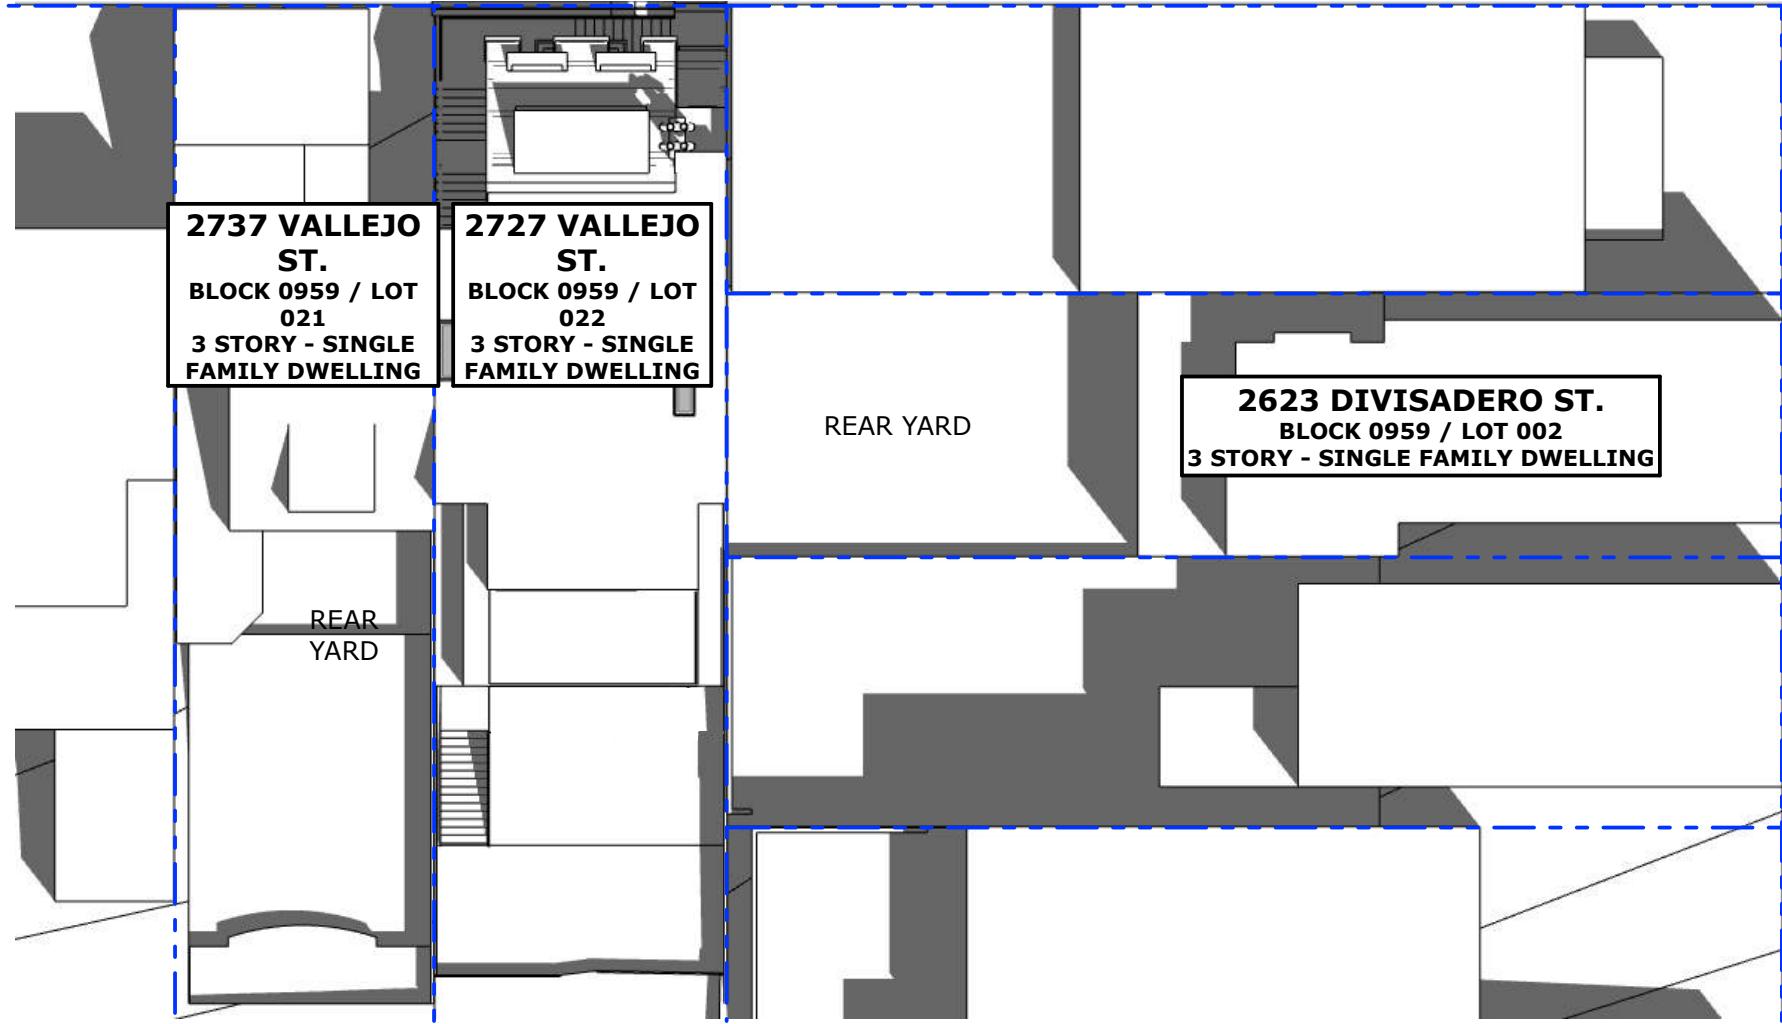 2737 VALLEJO
ST.
BLOCK 0959 / LOT
021
3 STORY - SINGLE
FAMILY DWELLING
2727 VALLEJO
ST.
BLOCK 0959 / LOT
022
3 STORY - SINGLE
FAMILY DWELLING
REAR YARD
2623 DIVISADERO ST.
BLOCK 0959 / LOT 002
3 STORY - SINGLE FAMILY DWELLING
REAR
YARD